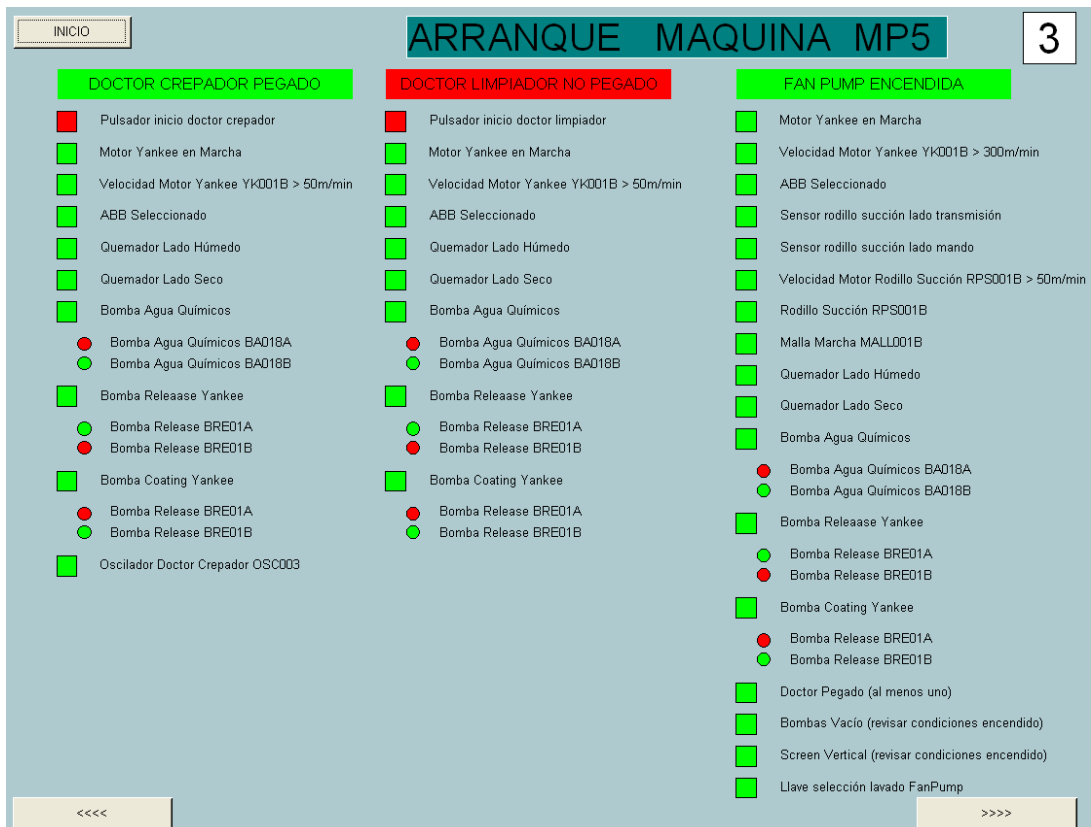 INICIO
ARRANQUE MAQUINA MP5
3
DOCTOR CREPADOR PEGADO
Pulsador inicio doctor crepador
Motor Yankee en Marcha
Velocidad Motor Yankee YK001B > 50m/min
ABB Seleccionado
Quemador Lado Húmedo
Quemador Lado Seco
Bomba Agua Químicos
Bomba Agua Químicos BA018A
Bomba Agua Químicos BA018B
Bomba Releaase Yankee
Bomba Release BRE01A
Bomba Release BRE01B
Bomba Coating Yankee
Bomba Release BRE01A
Bomba Release BRE01B
Oscilador Doctor Crepador OSC003
DOCTOR LIMPIADOR NO PEGADO
Pulsador inicio doctor limpiador
Motor Yankee en Marcha
Velocidad Motor Yankee YK001B > 50m/min
ABB Seleccionado
Quemador Lado Húmedo
Quemador Lado Seco
Bomba Agua Químicos
Bomba Agua Químicos BA018A
Bomba Agua Químicos BA018B
Bomba Releaase Yankee
Bomba Release BRE01A
Bomba Release BRE01B
Bomba Coating Yankee
Bomba Release BRE01A
Bomba Release BRE01B
FAN PUMP ENCENDIDA
Motor Yankee en Marcha
Velocidad Motor Yankee YK001B > 300m/min
ABB Seleccionado
Sensor rodillo succión lado transmisión
Sensor rodillo succión lado mando
Velocidad Motor Rodillo Succión RPS001B > 50m/min
Rodillo Succión RPS001B
Malla Marcha MALL001B
Quemador Lado Húmedo
Quemador Lado Seco
Bomba Agua Químicos
Bomba Agua Químicos BA018A
Bomba Agua Químicos BA018B
Bomba Releaase Yankee
Bomba Release BRE01A
Bomba Release BRE01B
Bomba Coating Yankee
Bomba Release BRE01A
Bomba Release BRE01B
Doctor Pegado (al menos uno)
Bombas Vacío (revisar condiciones encendido)
Screen Vertical (revisar condiciones encendido)
Llave selección lavado FanPump
<<<<
>>>>